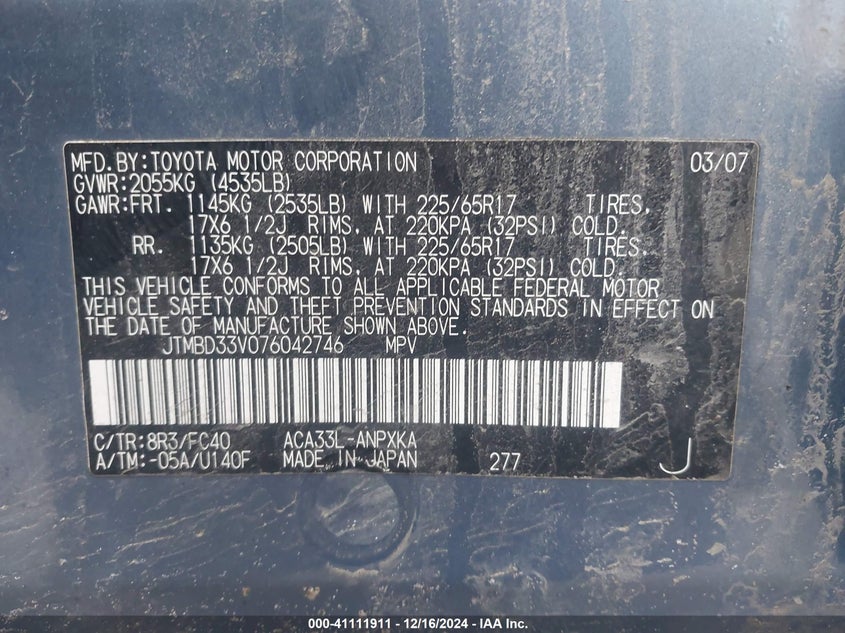 MFD.BY:TOYOTA MOTOR CORPORATION 03/07
GVWR:2055KG (4535LB)
GAWR:FRT. 1145KG (2535LB) WITH 225/65R17 TIRES.
17X6 1/2J RIMS, AT 220KPA (32PSI) COLD.
RR. 1135KG (2505LB) WITH 225/65R17 TIRES.
17X6 1/2J RIMS, AT 220KPA (32PSI) COLD.
THIS VEHICLE CONFORMS TO ALL APPLICABLE FEDERAL MOTOR
VEHICLE SAFETY AND THEFT PREVENTION STANDARDS IN EFFECT ON
THE DATE OF MANUFACTURE SHOWN ABOVE.
JTMBD33V076042746 MPV
C/TR:8R3/FC40 ACA33L-ANPXKA
A/TM:-05A/U140F MADE IN JAPAN 277 J
000-41111911 - 12/16/2024 - IAA Inc.